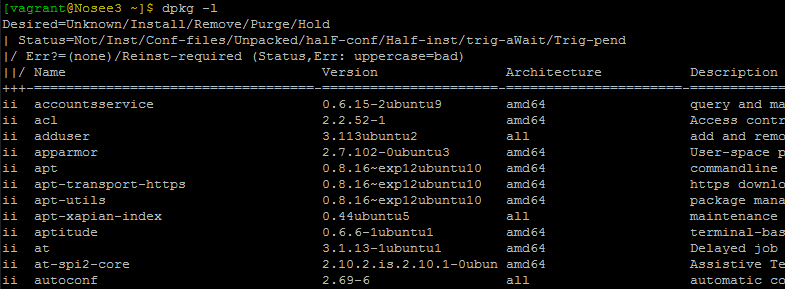 [vagrant@Nosee3 ~]$ dpkg -l
Desired=Unknown/Install/Remove/Purge/Hold
| Status=Not/Inst/Conf-files/Unpacked/halF-conf/Half-inst/trig-aWait/Trig-pend
|/ Err?=(none)/Reinst-required (Status,Err: uppercase=bad)
||/ Name Version Architecture Description
+++-===================================-======================-======================-============
ii accountsservice 0.6.15-2ubuntu9 amd64 query and ma
ii acl 2.2.52-1 amd64 Access contr
ii adduser 3.113ubuntu2 all add and remo
ii apparmor 2.7.102-0ubuntu3 amd64 User-space p
ii apt 0.8.16~exp12ubuntu10 amd64 commandline
ii apt-transport-https 0.8.16~exp12ubuntu10 amd64 https downlo
ii apt-utils 0.8.16~exp12ubuntu10 amd64 package mana
ii apt-xapian-index 0.44ubuntu5 all maintenance
ii aptitude 0.6.6-1ubuntu1 amd64 terminal-bas
ii at 3.1.13-1ubuntu1 amd64 Delayed job
ii at-spi2-core 2.10.2.is.2.10.1-0ubun amd64 Assistive Te
ii autoconf 2.69-6 all automatic co